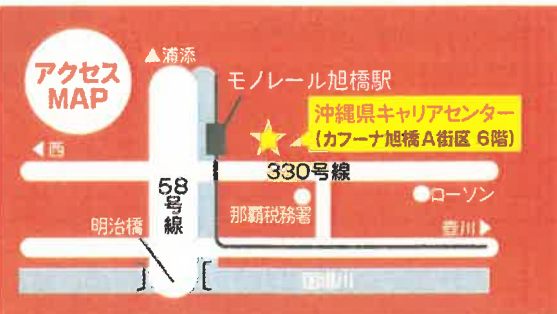 アクセス
MAP
▲浦添
モノレール旭橋駅
沖縄県キャリアセンター
(カフーナ旭橋A街区 6階)
◀西
330号線
58号線
那覇税務署
ローソン
明治橋
壺川▶
国場川